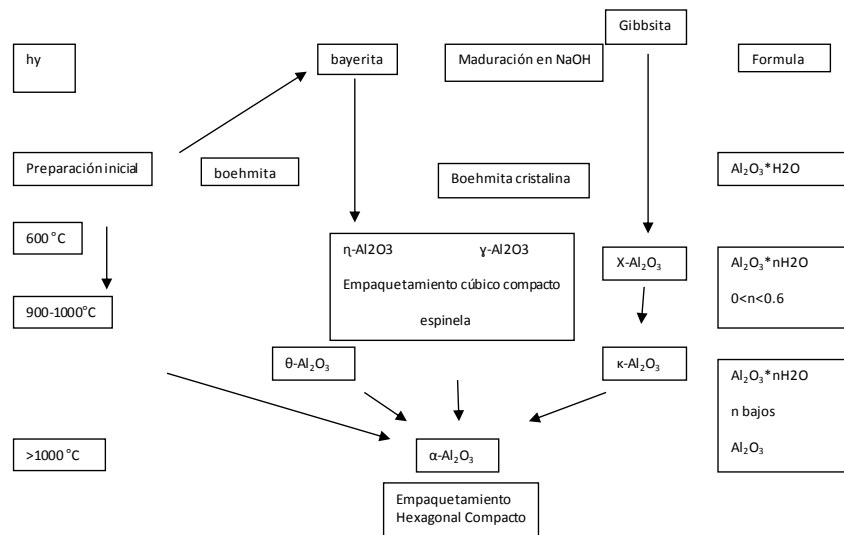 Gibbsita
hy
bayerita
Maduración en NaOH
Formula
Preparación inicial
boehmita
Boehmita cristalina
Al₂O₃*H2O
600 °C
η-Al2O3 γ-Al2O3
Χ-Al₂O₃
Al₂O₃*nH2O
Empaquetamiento cúbico compacto
0<n<0.6
900-1000°C
espinela
θ-Al₂O₃
κ-Al₂O₃
Al₂O₃*nH2O
n bajos
>1000 °C
α-Al₂O₃
Al₂O₃
Empaquetamiento
Hexagonal Compacto